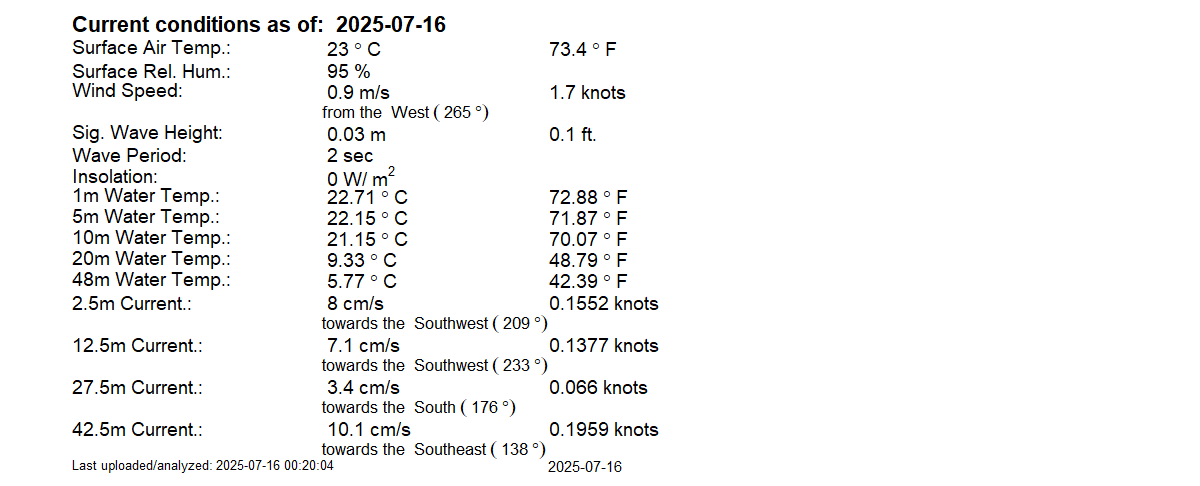 Current conditions as of: 2025-07-16
Surface Air Temp.: 23 ° C 73.4 ° F
Surface Rel. Hum.: 95 %
Wind Speed: 0.9 m/s 1.7 knots
from the West ( 265 °)
Sig. Wave Height: 0.03 m 0.1 ft.
Wave Period: 2 sec
Insolation: 0 W/ m²
1m Water Temp.: 22.71 ° C 72.88 ° F
5m Water Temp.: 22.15 ° C 71.87 ° F
10m Water Temp.: 21.15 ° C 70.07 ° F
20m Water Temp.: 9.33 ° C 48.79 ° F
48m Water Temp.: 5.77 ° C 42.39 ° F
2.5m Current.: 8 cm/s 0.1552 knots
towards the Southwest ( 209 °)
12.5m Current.: 7.1 cm/s 0.1377 knots
towards the Southwest ( 233 °)
27.5m Current.: 3.4 cm/s 0.066 knots
towards the South ( 176 °)
42.5m Current.: 10.1 cm/s 0.1959 knots
towards the Southeast ( 138 °)
Last uploaded/analyzed: 2025-07-16 00:20:04 2025-07-16